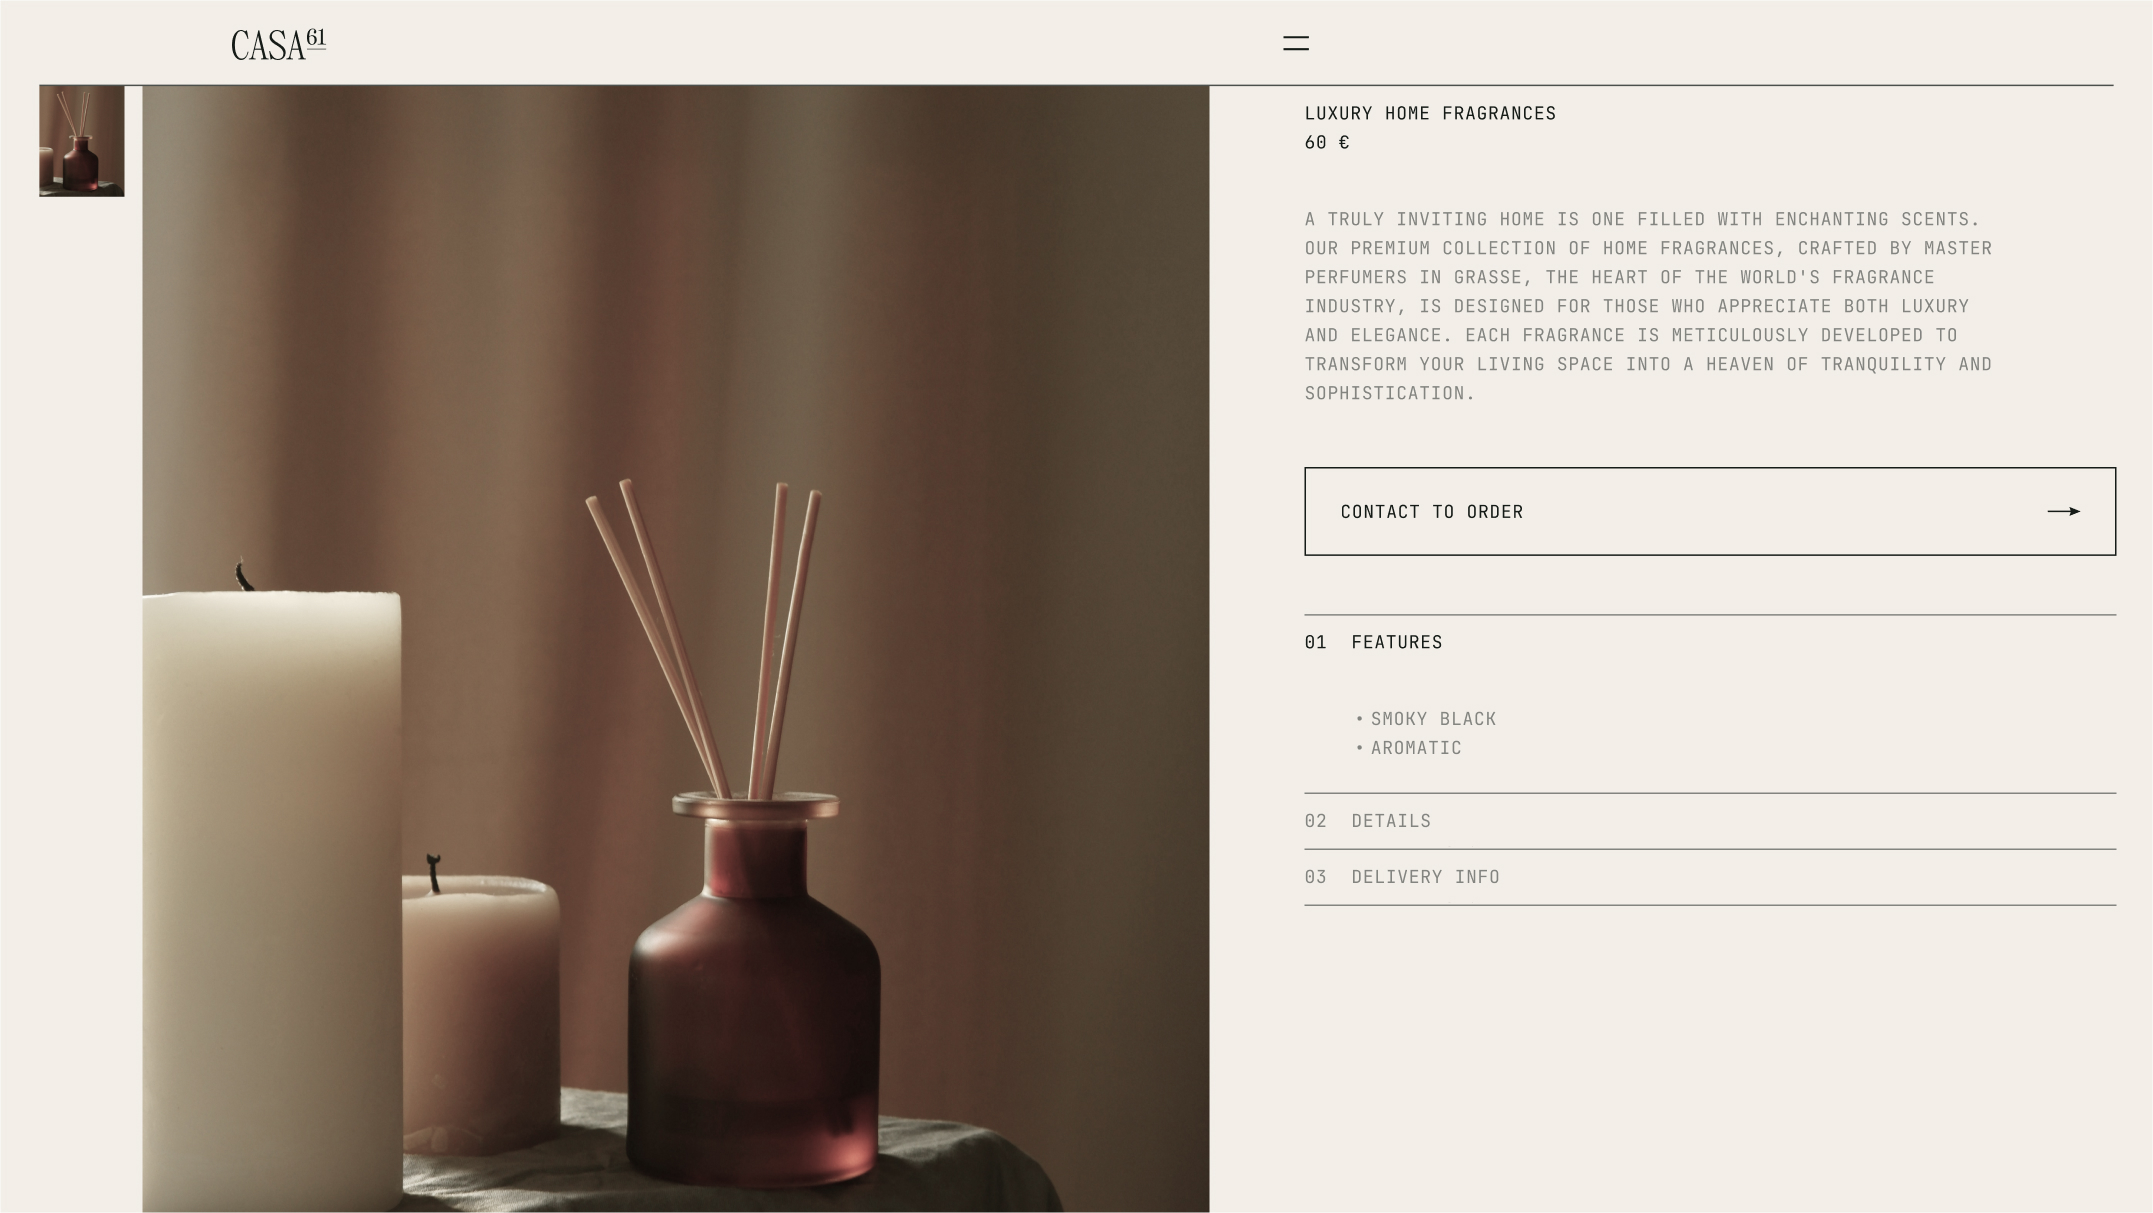 CASA61
LUXURY HOME FRAGRANCES
60 €
A TRULY INVITING HOME IS ONE FILLED WITH ENCHANTING SCENTS.
OUR PREMIUM COLLECTION OF HOME FRAGRANCES, CRAFTED BY MASTER
PERFUMERS IN GRASSE, THE HEART OF THE WORLD'S FRAGRANCE
INDUSTRY, IS DESIGNED FOR THOSE WHO APPRECIATE BOTH LUXURY
AND ELEGANCE. EACH FRAGRANCE IS METICULOUSLY DEVELOPED TO
TRANSFORM YOUR LIVING SPACE INTO A HEAVEN OF TRANQUILITY AND
SOPHISTICATION.
CONTACT TO ORDER
01 FEATURES
• SMOKY BLACK
• AROMATIC
02 DETAILS
03 DELIVERY INFO